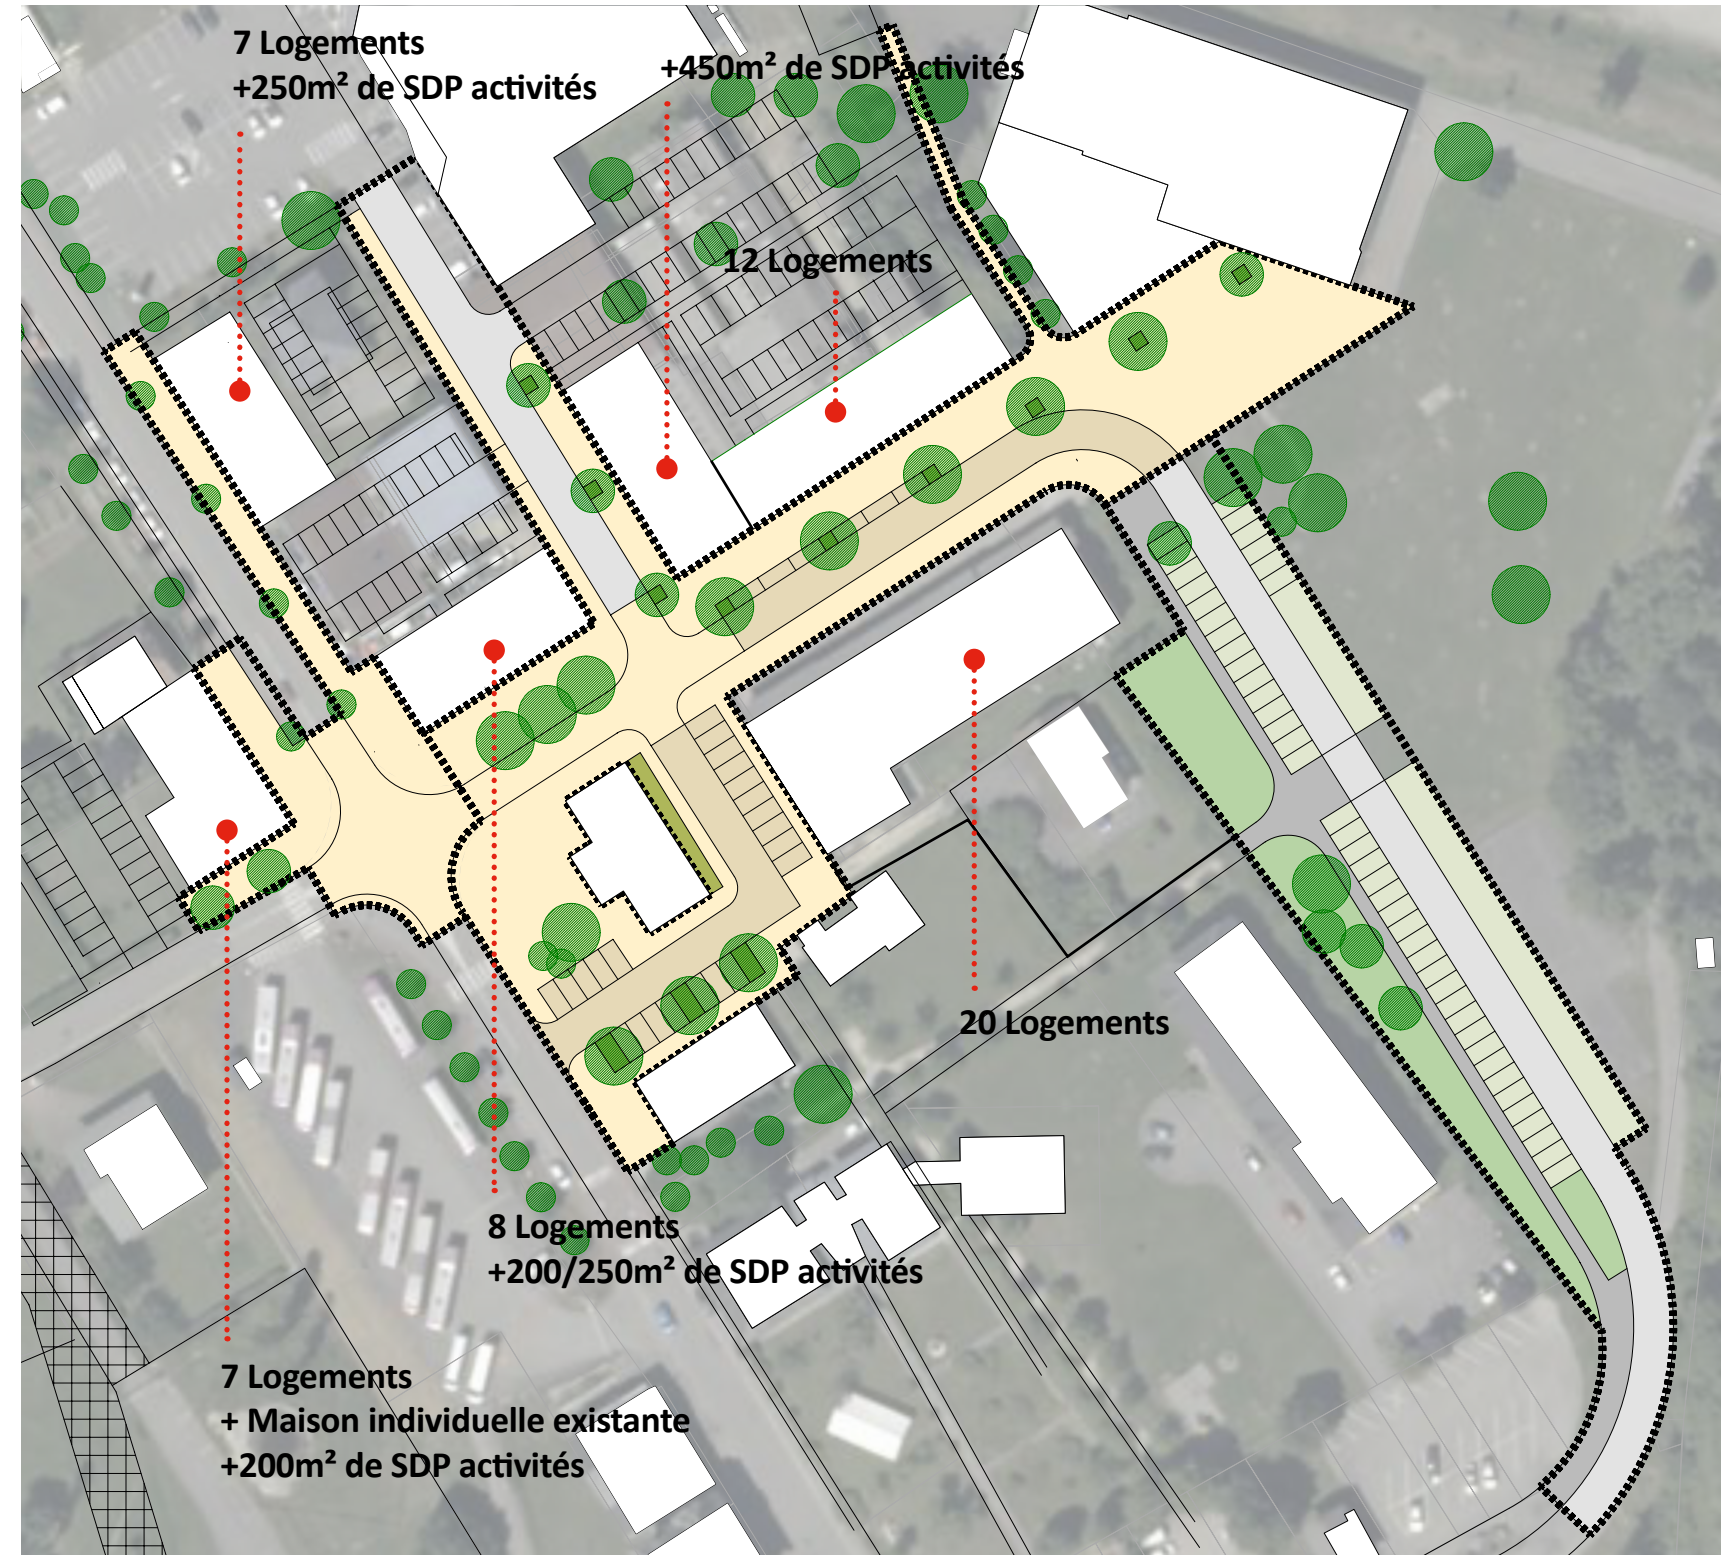 7 Logements
+250m² de SDP activités
+450m² de SDP activités
12 Logements
20 Logements
8 Logements
+200/250m² de SDP activités
7 Logements
+ Maison individuelle existante
+200m² de SDP activités